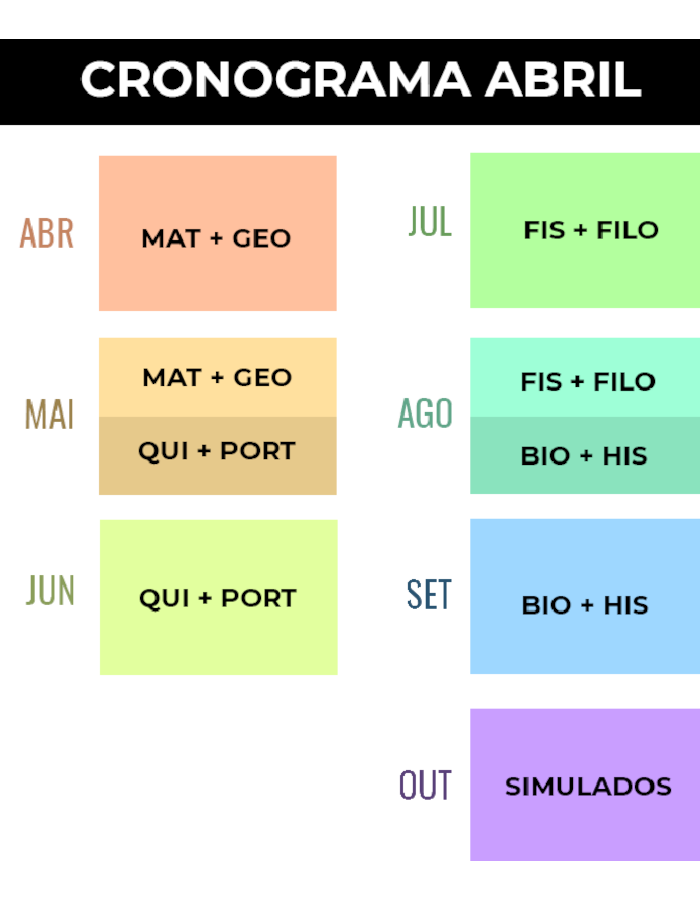 CRONOGRAMA ABRIL
ABR
MAT + GEO
MAI
MAT + GEO
QUI + PORT
JUN
QUI + PORT
JUL
FIS + FILO
AGO
FIS + FILO
BIO + HIS
SET
BIO + HIS
OUT
SIMULADOS